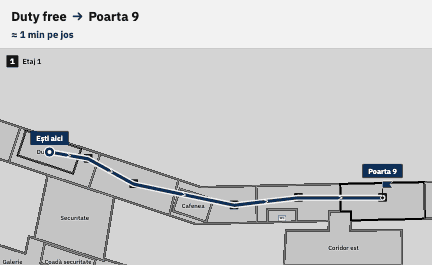 Duty free → Poarta 9
≈ 1 min pe jos
1 Etaj 1
Ești aici
Poarta 9
Cafenea
Securitate
Coridor est
Galerie
Coadă securitate